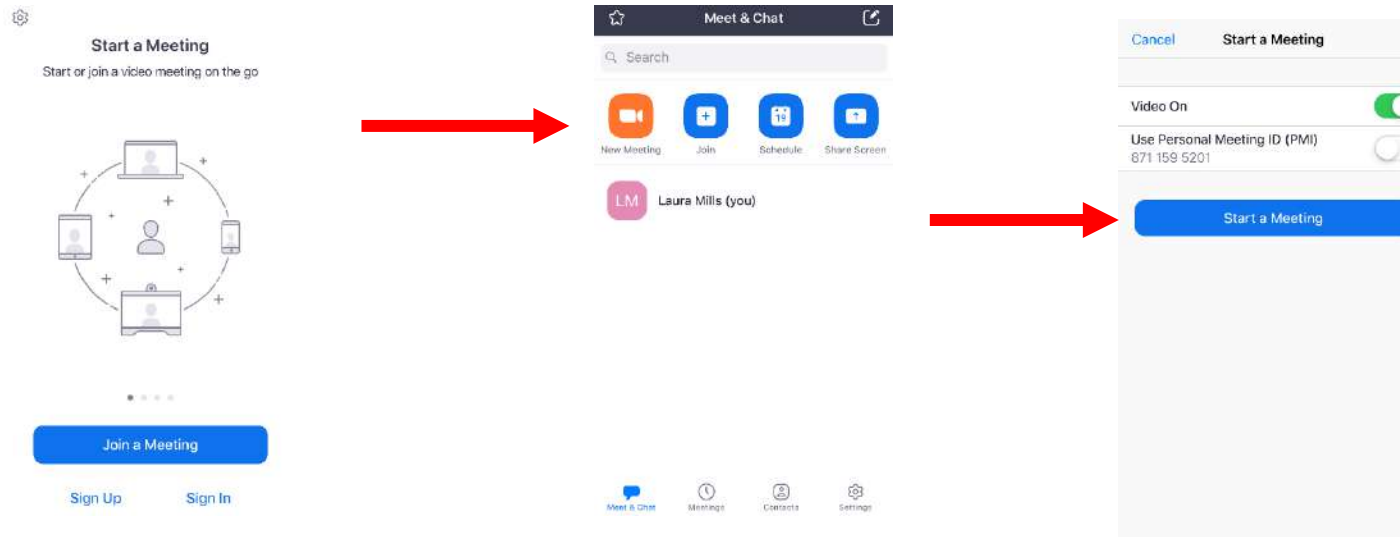 Start a Meeting
Start or join a video meeting on the go
Join a Meeting
Sign Up Sign In
Meet & Chat
Search
New Meeting Join Schedule Share Screen
19
LM Laura Mills (you)
Meet & Chat Meetings Contacts Settings
Cancel Start a Meeting
Video On
Use Personal Meeting ID (PMI)
871 159 5201
Start a Meeting